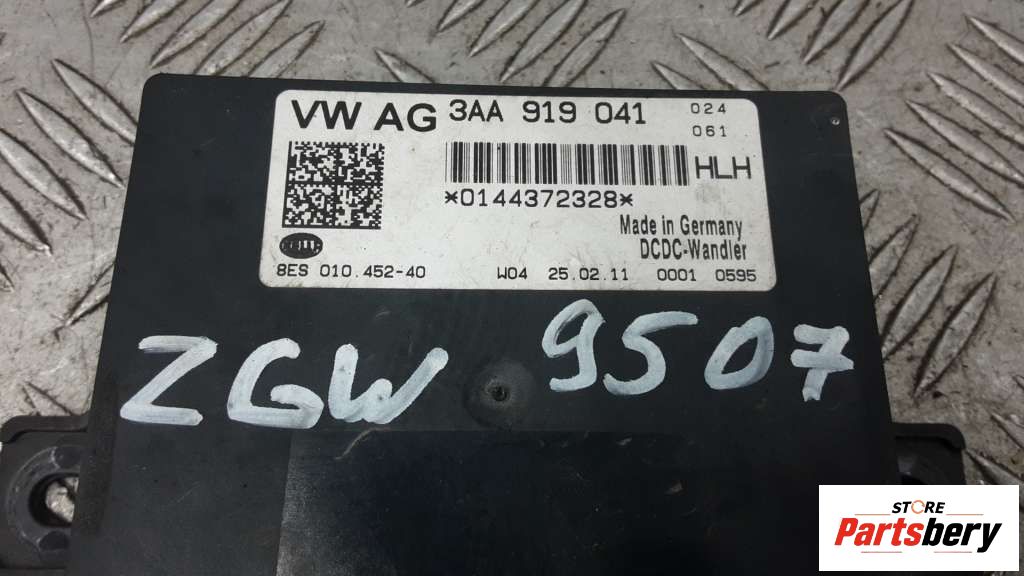 VW AG 3AA 919 041 024
061
HLH
*0144372328*
Made in Germany
DCDC-Wandler
HELLA
8ES 010.452-40 W04 25.02.11 0001 0595
ZGW 9507
STORE
Partsbery